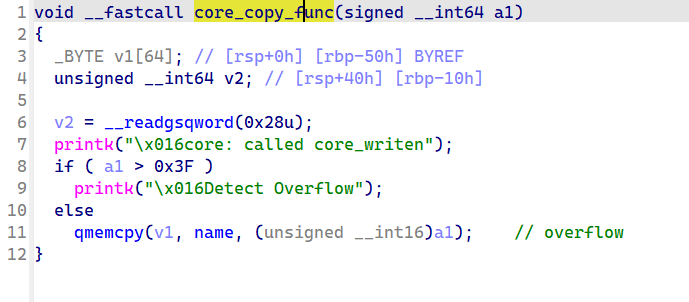 1 void __fastcall core_copy_func(signed __int64 a1)
2 {
3 _BYTE v1[64]; // [rsp+0h] [rbp-50h] BYREF
4 unsigned __int64 v2; // [rsp+40h] [rbp-10h]
5
6 v2 = __readgsqword(0x28u);
7 printk("\x016core: called core_writen");
8 if ( a1 > 0x3F )
9 printk("\x016Detect Overflow");
10 else
11 qmemcpy(v1, name, (unsigned __int16)a1); // overflow
12 }